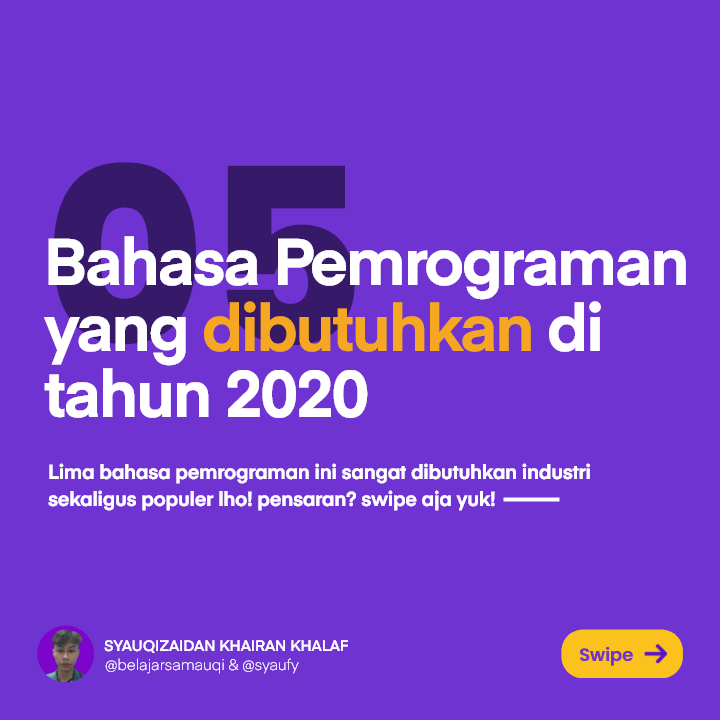 05
Bahasa Pemrograman
yang dibutuhkan di
tahun 2020
Lima bahasa pemrograman ini sangat dibutuhkan industri
sekaligus populer lho! pensaran? swipe aja yuk!
SYAUQIZAIDAN KHAIRAN KHALAF
@belajarsamauqi & @syaufy
Swipe